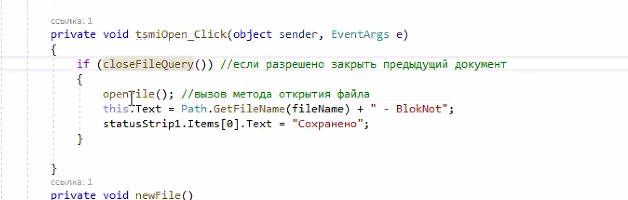 ссылка: 1
private void tsmiOpen_Click(object sender, EventArgs e)
{
if (closeFileQuery()) //если разрешено закрыть предыдущий документ
{
openFile(); //вызов метода открытия файла
this.Text = Path.GetFileName(fileName) + " - BlokNot";
statusStrip1.Items[0].Text = "Сохранено";
}
}
ссылка: 1
private void newFile()